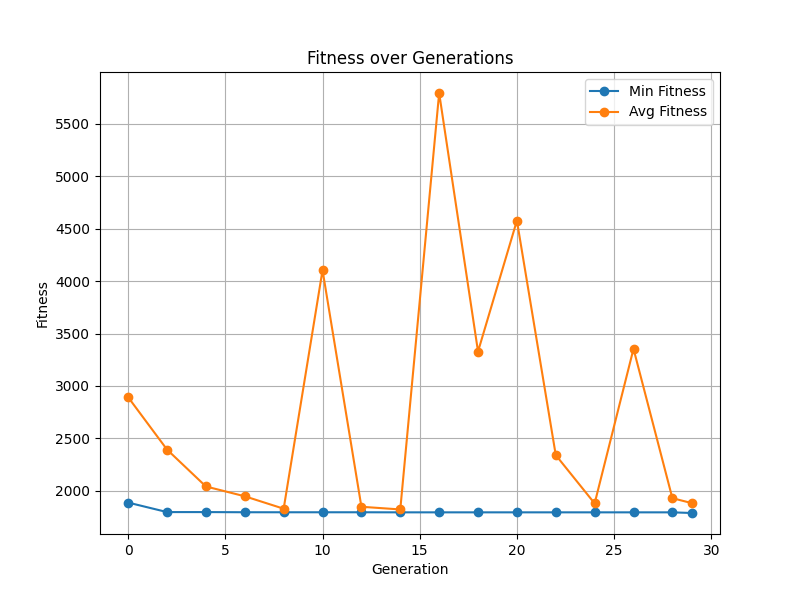 Fitness over Generations
Min Fitness
Avg Fitness
5500
5000
4500
4000
3500
3000
2500
2000
Fitness
0 5 10 15 20 25 30
Generation